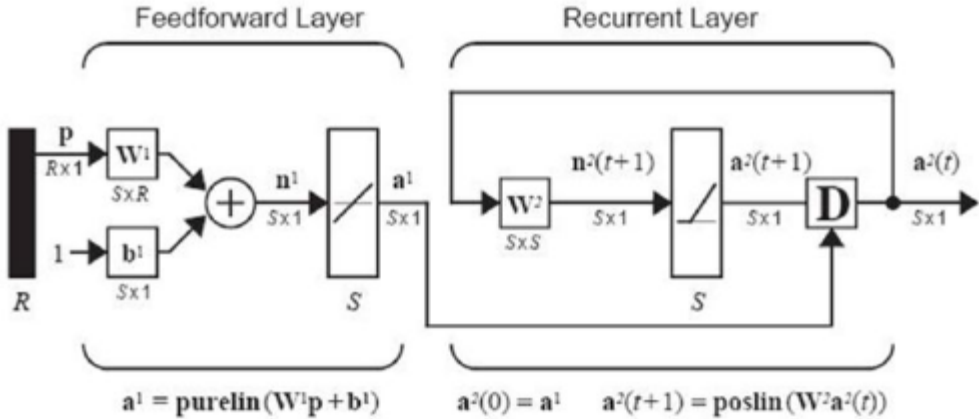 Feedforward Layer
Recurrent Layer
p
R x 1
W¹
S x R
1
b¹
S x 1
n¹
S x 1
a¹
S x 1
R
S
W²
S x S
n²(t+1)
S x 1
a²(t+1)
S x 1
D
a²(t)
S x 1
S
a¹ = purelin(W¹p + b¹)
a²(0) = a¹
a²(t+1) = poslin(W²a²(t))